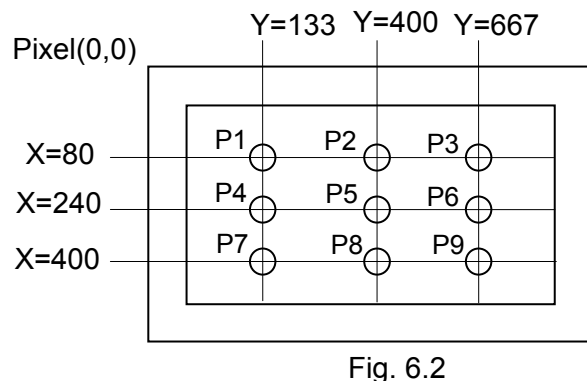 Y=133 Y=400 Y=667
Pixel(0,0)
X=80 P1 P2 P3
X=240 P4 P5 P6
X=400 P7 P8 P9
Fig. 6.2